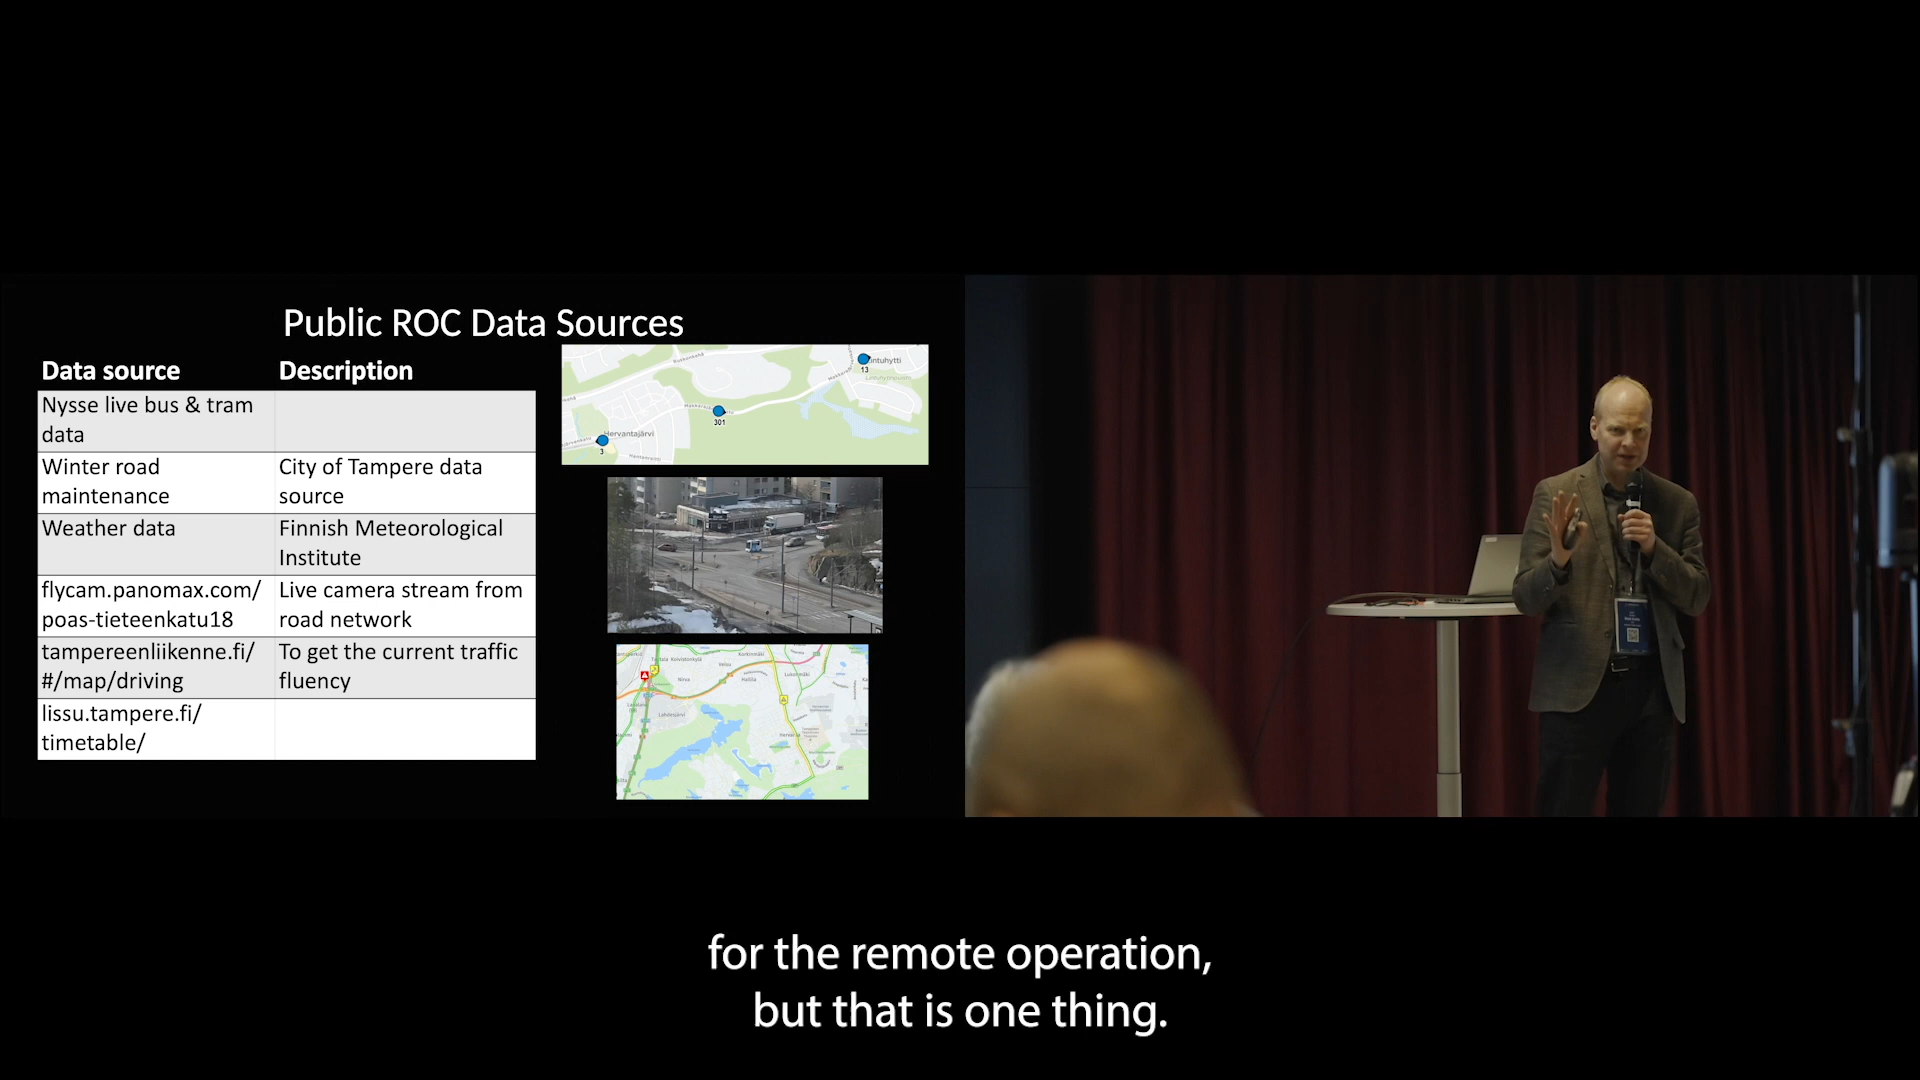 Public ROC Data Sources
Data source Description
Nysse live bus & tram
data
Winter road
maintenance
City of Tampere data
source
Weather data
Finnish Meteorological
Institute
flycam.panomax.com/
poas-tieteenkatu18
Live camera stream from
road network
tampereenliikenne.fi/
#/map/driving
To get the current traffic
fluency
lissu.tampere.fi/
timetable/
13
301
Hervantajärvi
3
for the remote operation,
but that is one thing.